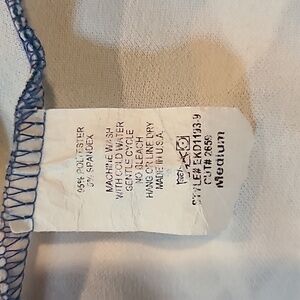 95% POLYESTER
5% SPANDEX
MACHINE WASH
WITH COLD WATER
GENTLE CYCLE
NO BLEACH
HANG OR LINE DRY
MADE IN U.S.A.
CUT# 5559
Medium